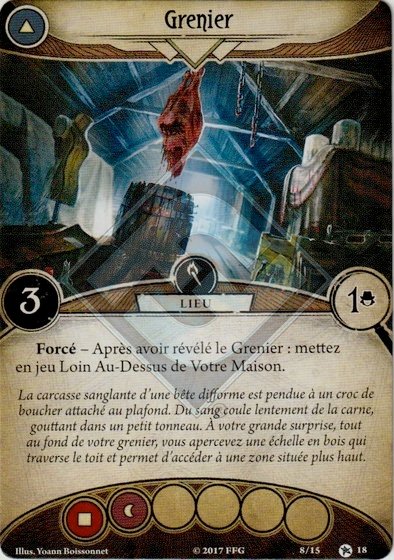 Grenier
3
LIEU
1
Forcé – Après avoir révélé le Grenier : mettez
en jeu Loin Au-Dessus de Votre Maison.
La carcasse sanglante d'une bête difforme est pendue à un croc de
boucher attaché au plafond. Du sang coule lentement de la carne,
gouttant dans un petit tonneau. À votre grande surprise, tout
au fond de votre grenier, vous apercevez une échelle en bois qui
traverse le toit et permet d'accéder à une zone située plus haut.
Illus. Yoann Boissonnet
© 2017 FFG
8/15
18